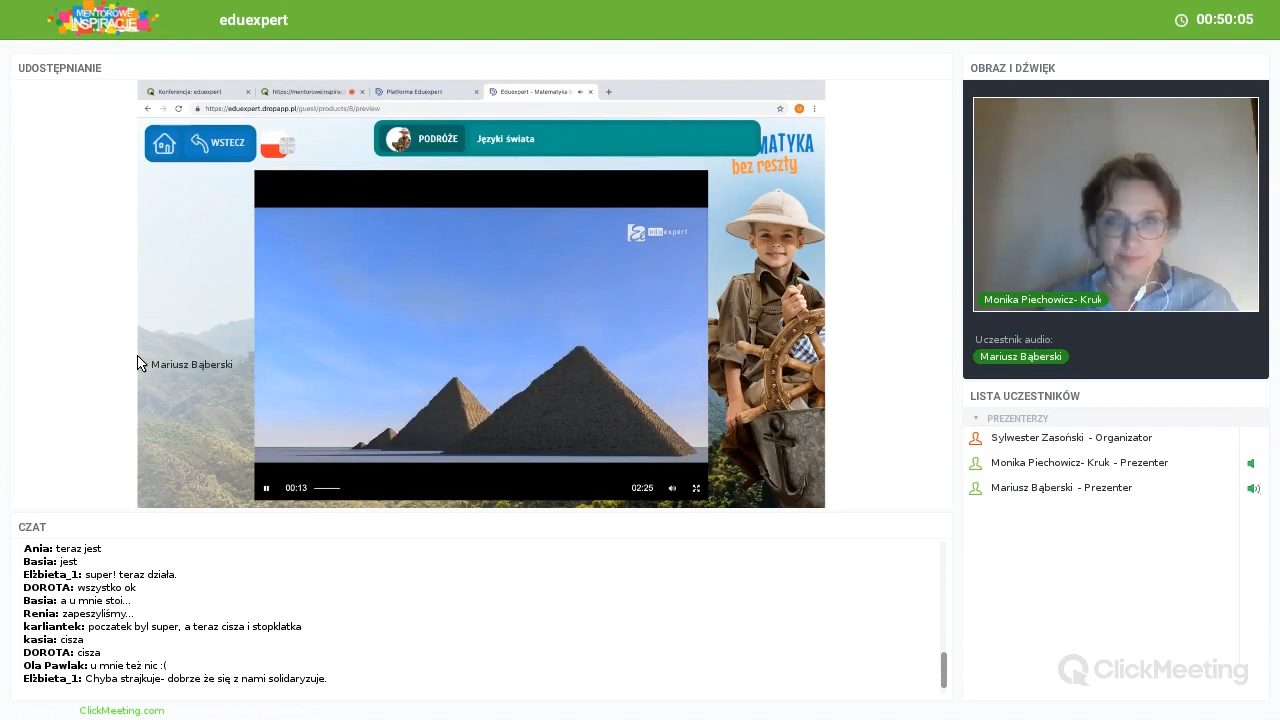 MENTOROWE
INSPIRACJE
eduexpert
00:50:05
UDOSTĘPNIANIE
Konferencja: eduexpert
https://mentoroweinspirac
Platforma Eduexpert
Eduexpert - Matematyka b
https://eduexpert.dropapp.pl/guest/products/8/preview
WSTECZ
PODRÓŻE
Języki świata
MATYKA
bez reszty
eduexpert
Mariusz Bąberski
00:13
02:25
OBRAZ I DŹWIĘK
Monika Piechowicz- Kruk
Uczestnik audio:
Mariusz Bąberski
LISTA UCZESTNIKÓW
PREZENTERZY
Sylwester Zasoński - Organizator
Monika Piechowicz- Kruk - Prezenter
Mariusz Bąberski - Prezenter
CZAT
Ania: teraz jest
Basia: jest
Elżbieta_1: super! teraz działa.
DOROTA: wszystko ok
Basia: a u mnie stoi...
Renia: zapeszyliśmy...
karliantek: poczatek byl super, a teraz cisza i stopklatka
kasia: cisza
DOROTA: cisza
Ola Pawlak: u mnie też nic :(
Elżbieta_1: Chyba strajkuje- dobrze że się z nami solidaryzuje.
ClickMeeting
ClickMeeting.com